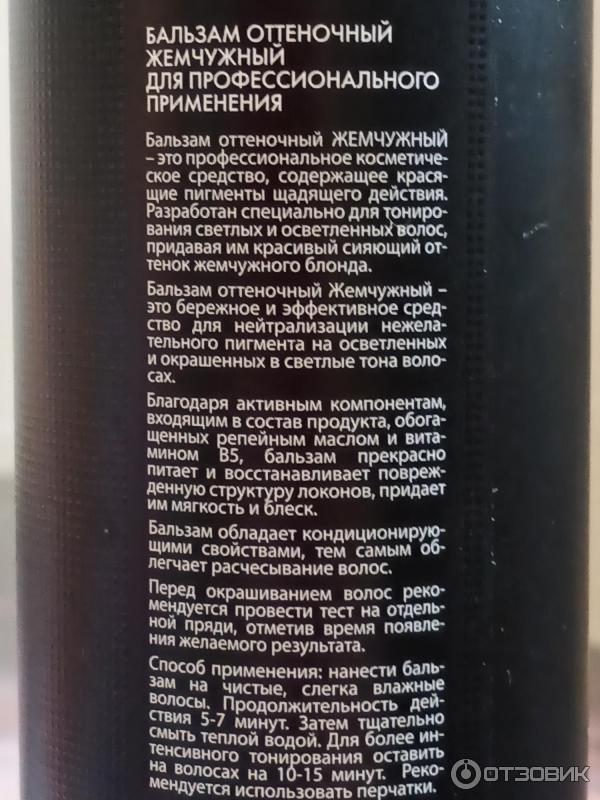 БАЛЬЗАМ ОТТЕНОЧНЫЙ
ЖЕМЧУЖНЫЙ
ДЛЯ ПРОФЕССИОНАЛЬНОГО
ПРИМЕНЕНИЯ
Бальзам оттеночный ЖЕМЧУЖНЫЙ
– это профессиональное косметиче-
ское средство, содержащее крася-
щие пигменты щадящего действия.
Разработан специально для тониро-
вания светлых и осветленных волос,
придавая им красивый сияющий от-
тенок жемчужного блонда.
Бальзам оттеночный Жемчужный –
это бережное и эффективное сред-
ство для нейтрализации нежела-
тельного пигмента на осветленных
и окрашенных в светлые тона воло-
сах.
Благодаря активным компонентам,
входящим в состав продукта, обога-
щенных репейным маслом и вита-
мином B5, бальзам прекрасно
питает и восстанавливает повреж-
денную структуру локонов, придает
им мягкость и блеск.
Бальзам обладает кондиционирую-
щими свойствами, тем самым об-
легчает расчесывание волос.
Перед окрашиванием волос реко-
мендуется провести тест на отдель-
ной пряди, отметив время появле-
ния желаемого результата.
Способ применения: нанести баль-
зам на чистые, слегка влажные
волосы. Продолжительность дей-
ствия 5-7 минут. Затем тщательно
смыть теплой водой. Для более ин-
тенсивного тонирования оставить
на волосах на 10-15 минут. Реко-
мендуется использовать перчатки.
ОТЗОВИК